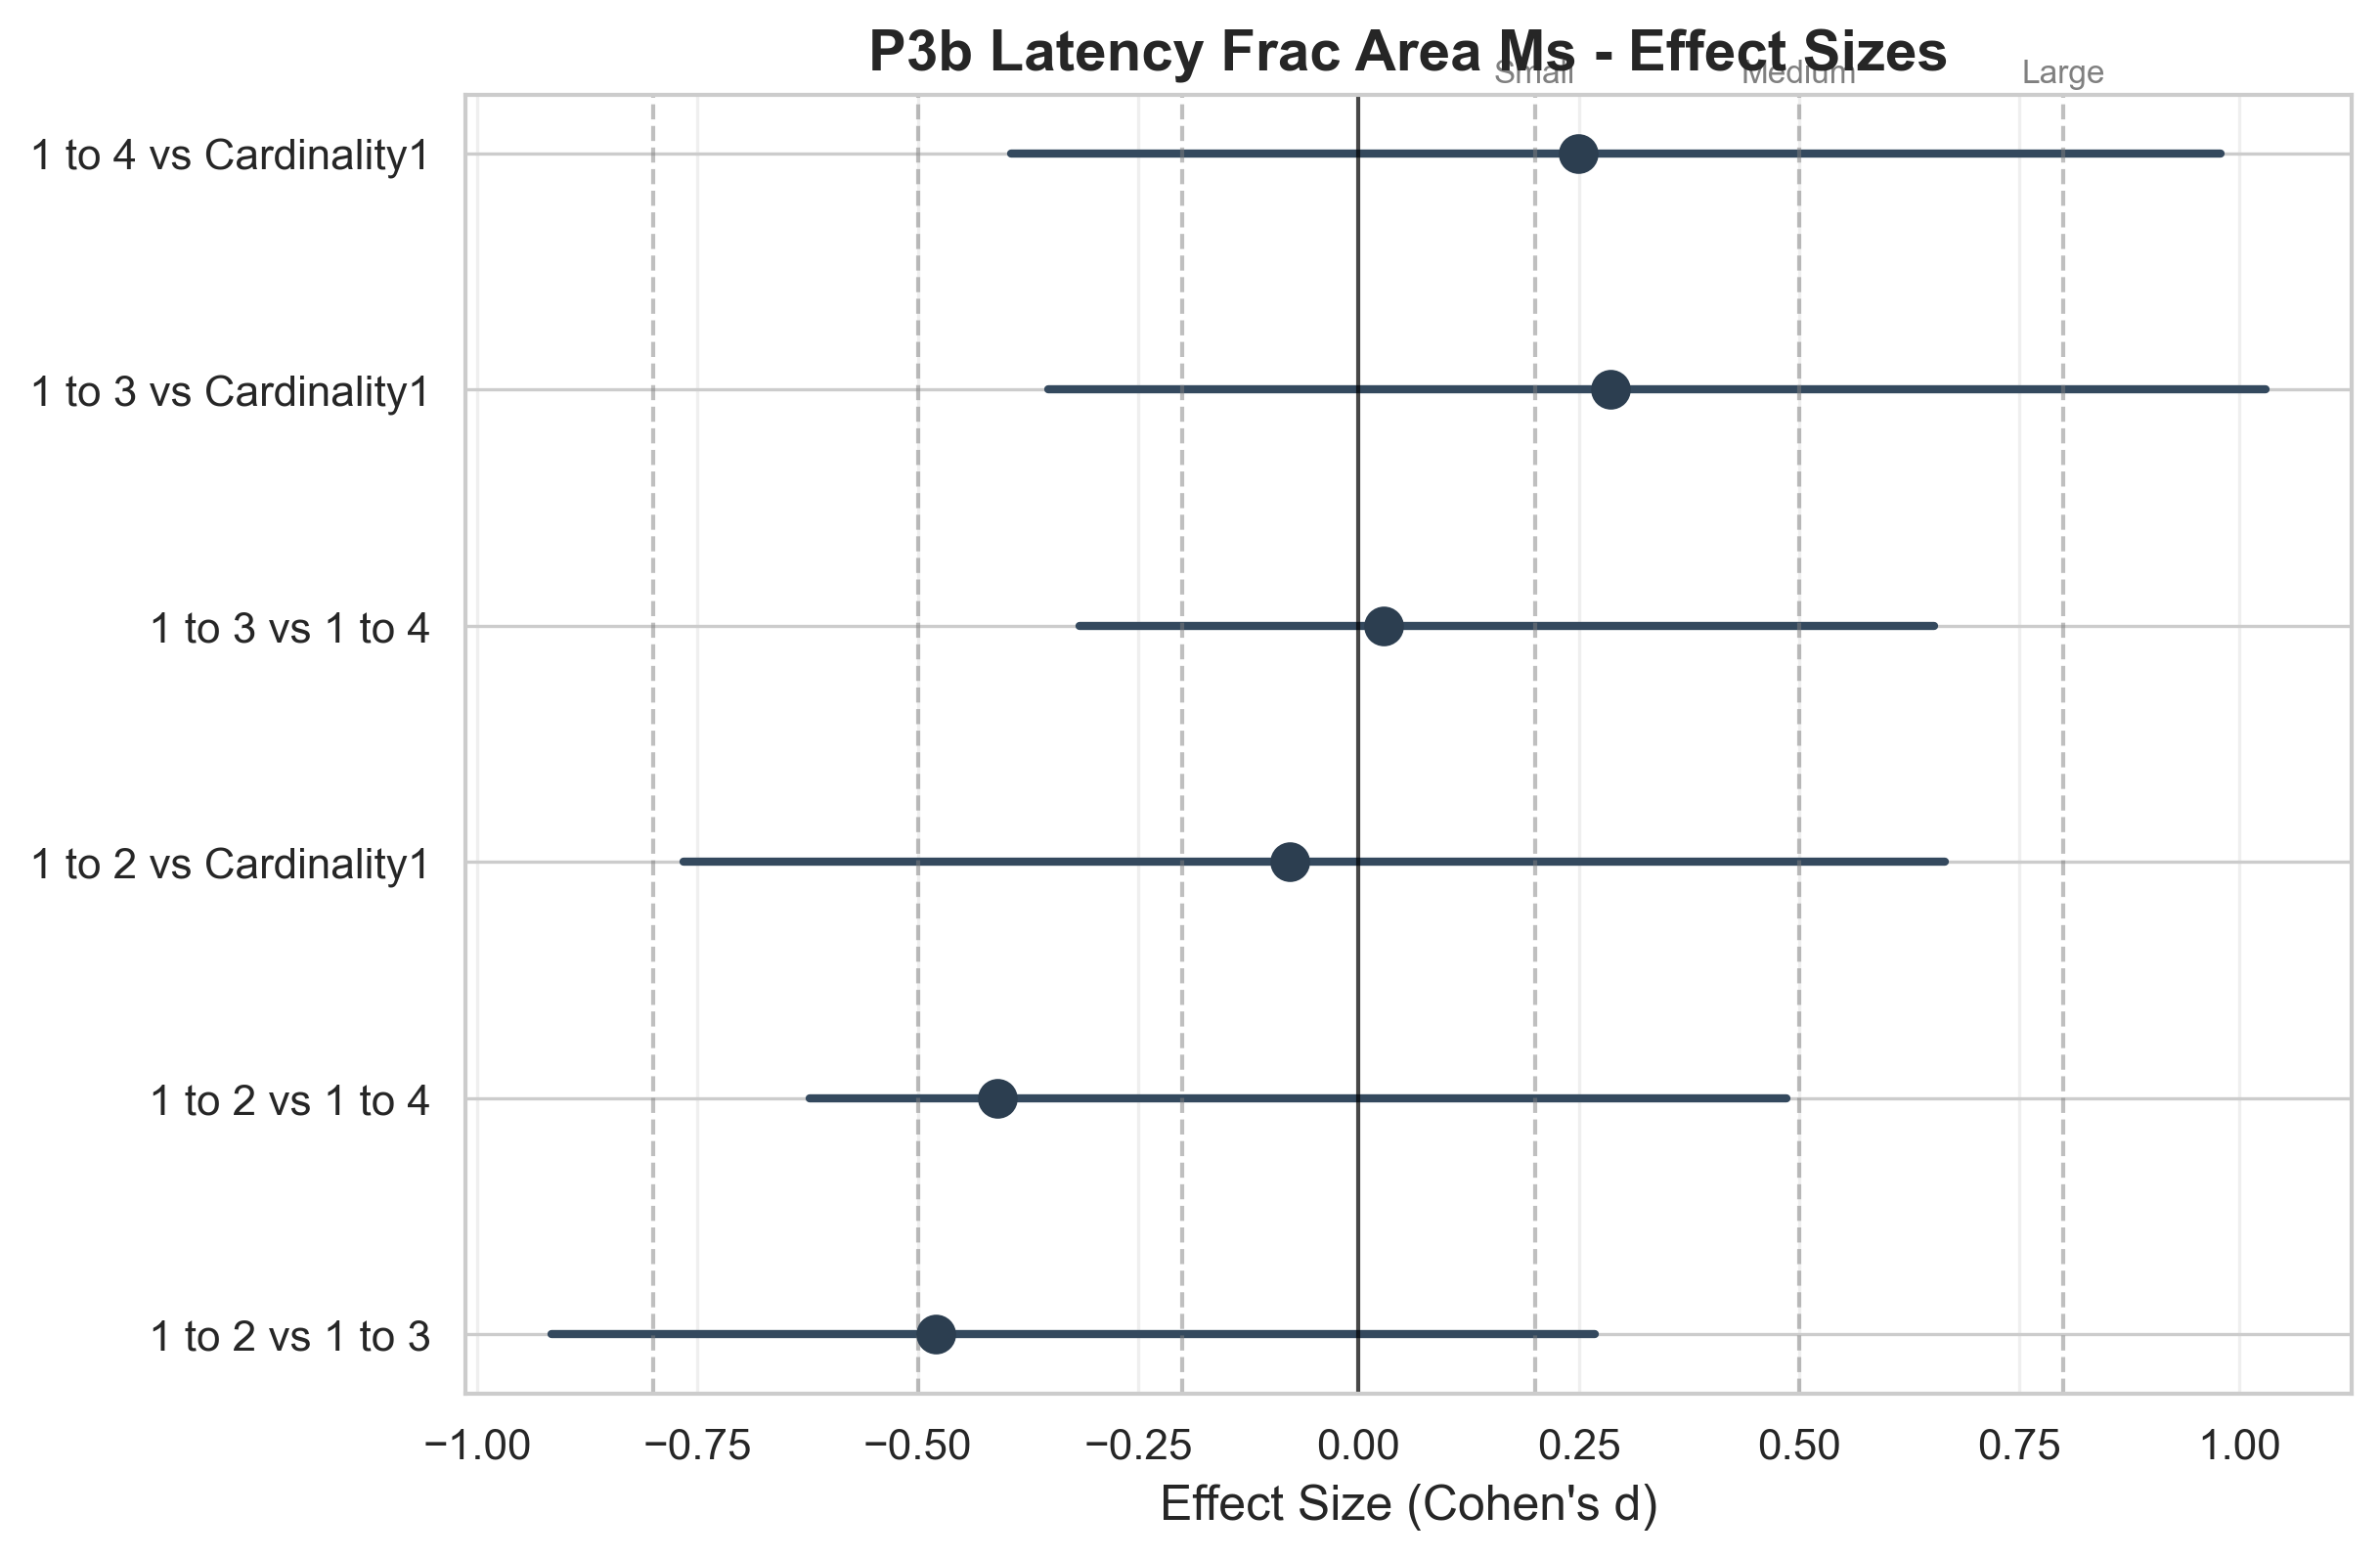 P3b Latency Frac Area Ms - Effect Sizes
Small
Medium
Large
1 to 4 vs Cardinality1
1 to 3 vs Cardinality1
1 to 3 vs 1 to 4
1 to 2 vs Cardinality1
1 to 2 vs 1 to 4
1 to 2 vs 1 to 3
−1.00
−0.75
−0.50
−0.25
0.00
0.25
0.50
0.75
1.00
Effect Size (Cohen's d)